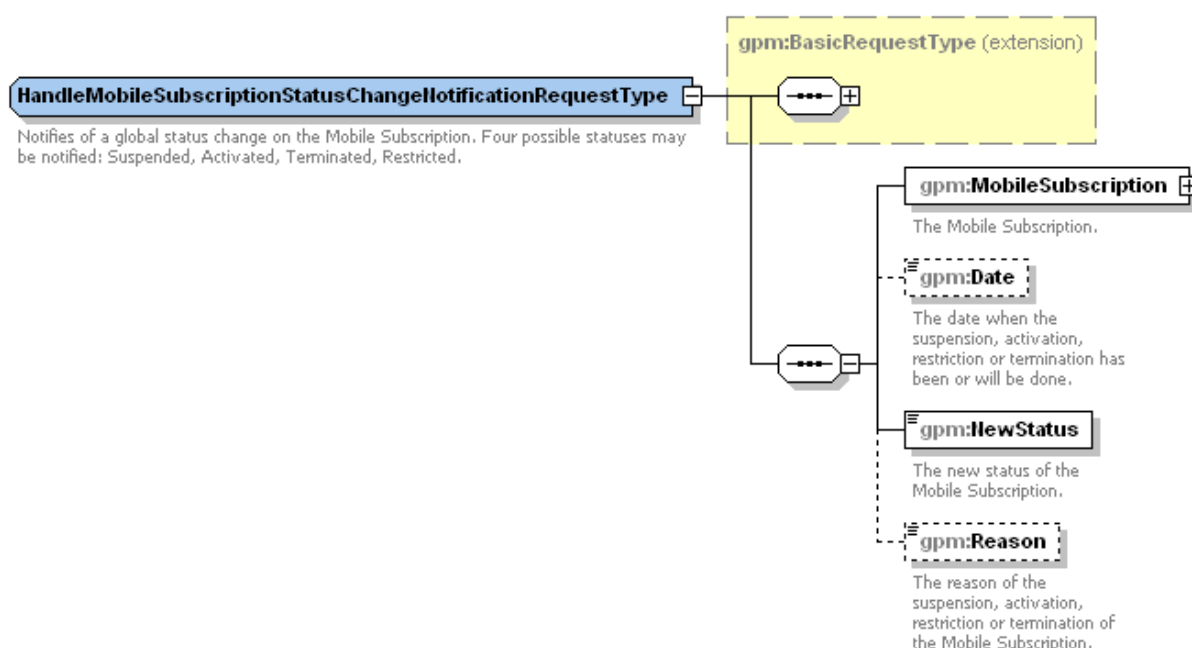 gpm:BasicRequestType (extension)
HandleMobileSubscriptionStatusChangeNotificationRequestType
Notifies of a global status change on the Mobile Subscription. Four possible statuses may
be notified: Suspended, Activated, Terminated, Restricted.
gpm:MobileSubscription
The Mobile Subscription.
gpm:Date
The date when the
suspension, activation,
restriction or termination has
been or will be done.
gpm:NewStatus
The new status of the
Mobile Subscription.
gpm:Reason
The reason of the
suspension, activation,
restriction or termination of
the Mobile Subscription.